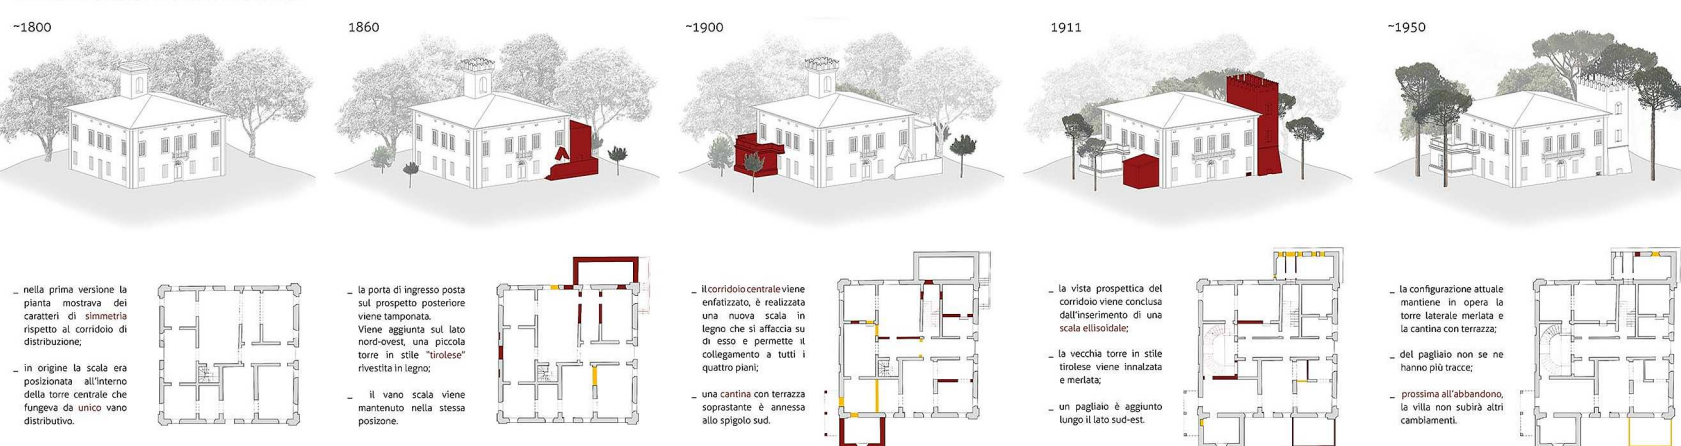 ~1800
1860
~1900
1911
~1950
_ nella prima versione la
pianta mostrava dei
caratteri di simmetria
rispetto al corridoio di
distribuzione;
_ in origine la scala era
posizionata all'interno
della torre centrale che
fungeva da unico vano
distributivo.
_ la porta di ingresso posta
sul prospetto posteriore
viene tamponata.
Viene aggiunta sul lato
nord-ovest, una piccola
torre in stile "tirolese"
rivestita in legno;
_ il vano scala viene
mantenuto nella stessa
posizone.
_ il corridoio centrale viene
enfatizzato, è realizzata
una nuova scala in
legno che si affaccia su
di esso e permette il
collegamento a tutti i
quattro piani;
_ una cantina con terrazza
soprastante è annessa
allo spigolo sud.
_ la vista prospettica del
corridoio viene conclusa
dall'inserimento di una
scala ellisoidale;
_ la vecchia torre in stile
tirolese viene innalzata
e merlata;
_ un pagliaio è aggiunto
lungo il lato sud-est.
_ la configurazione attuale
mantiene in opera la
torre laterale merlata e
la cantina con terrazza;
_ del pagliaio non se ne
hanno più tracce;
_ prossima all'abbandono,
la villa non subirà altri
cambiamenti.